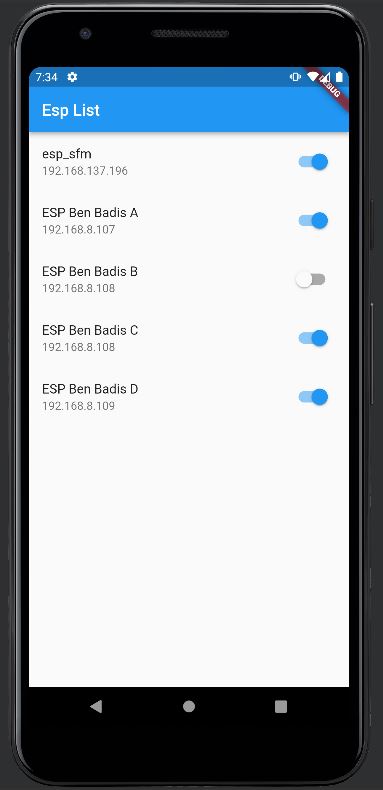 7:34
DEBUG
Esp List
esp_sfm
192.168.137.196
ESP Ben Badis A
192.168.8.107
ESP Ben Badis B
192.168.8.108
ESP Ben Badis C
192.168.8.108
ESP Ben Badis D
192.168.8.109